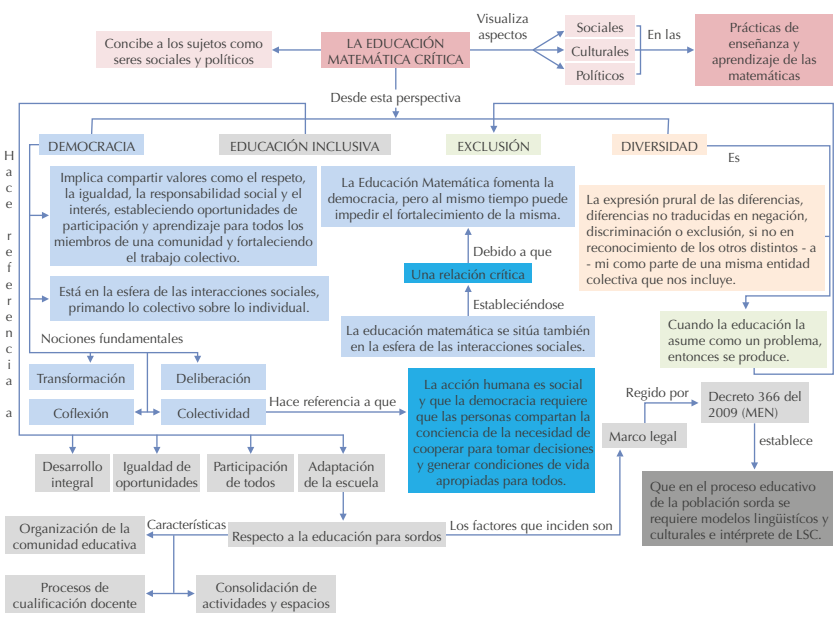 Concibe a los sujetos como
seres sociales y políticos
LA EDUCACIÓN
MATEMÁTICA CRÍTICA
Visualiza
aspectos
Sociales
Culturales
Políticos
En las
Prácticas de
enseñanza y
aprendizaje de las
matemáticas
Desde esta perspectiva
Hace referencia a
DEMOCRACIA
EDUCACIÓN INCLUSIVA
EXCLUSIÓN
DIVERSIDAD
Es
Implica compartir valores como el respeto,
la igualdad, la responsabilidad social y el
interés, estableciendo oportunidades de
participación y aprendizaje para todos los
miembros de una comunidad y fortaleciendo
el trabajo colectivo.
La Educación Matemática fomenta la
democracia, pero al mismo tiempo puede
impedir el fortalecimiento de la misma.
La expresión prural de las diferencias,
diferencias no traducidas en negación,
discriminación o exclusión, si no en
reconocimiento de los otros distintos - a
- mi como parte de una misma entidad
colectiva que nos incluye.
Debido a que
Una relación crítica
Estableciéndose
Está en la esfera de las interacciones sociales,
primando lo colectivo sobre lo individual.
La educación matemática se sitúa también
en la esfera de las interacciones sociales.
Cuando la educación la
asume como un problema,
entonces se produce.
Nociones fundamentales
Transformación
Deliberación
Coflexión
Colectividad
Hace referencia a que
La acción humana es social
y que la democracia requiere
que las personas compartan la
conciencia de la necesidad de
cooperar para tomar decisiones
y generar condiciones de vida
apropiadas para todos.
Regido por
Decreto 366 del
2009 (MEN)
Marco legal
establece
Desarrollo
integral
Igualdad de
oportunidades
Participación
de todos
Adaptación
de la escuela
Que en el proceso educativo
de la población sorda se
requiere modelos lingüistícos y
culturales e intérprete de LSC.
Organización de la
comunidad educativa
Características
Respecto a la educación para sordos
Los factores que inciden son
Procesos de
cualificación docente
Consolidación de
actividades y espacios